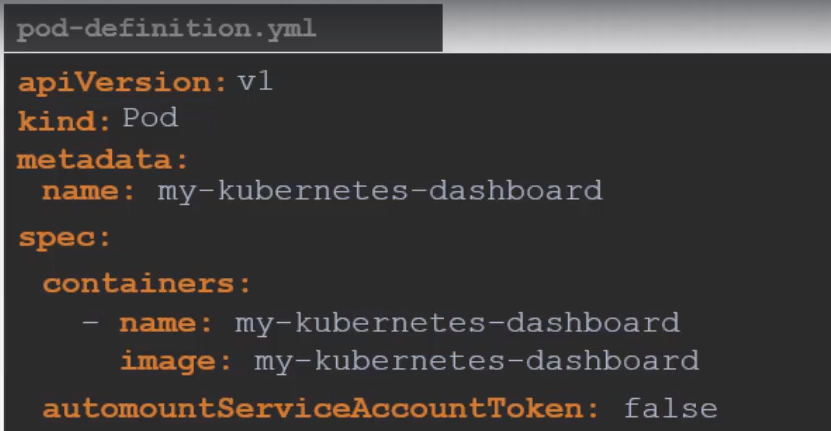 pod-definition.yml
apiVersion: v1
kind: Pod
metadata:
name: my-kubernetes-dashboard
spec:
containers:
- name: my-kubernetes-dashboard
image: my-kubernetes-dashboard
automountServiceAccountToken: false